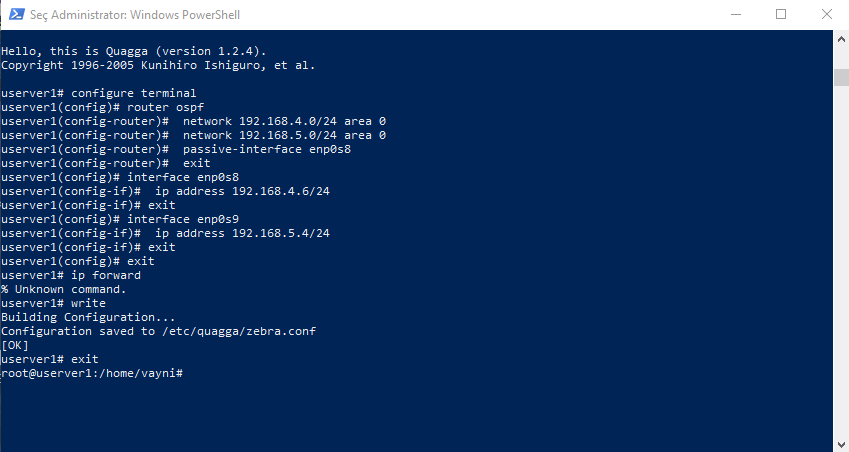 Seç Administrator: Windows PowerShell
Hello, this is Quagga (version 1.2.4).
Copyright 1996-2005 Kunihiro Ishiguro, et al.
userver1# configure terminal
userver1(config)# router ospf
userver1(config-router)#  network 192.168.4.0/24 area 0
userver1(config-router)#  network 192.168.5.0/24 area 0
userver1(config-router)#  passive-interface enp0s8
userver1(config-router)#  exit
userver1(config)# interface enp0s8
userver1(config-if)#  ip address 192.168.4.6/24
userver1(config-if)# exit
userver1(config)# interface enp0s9
userver1(config-if)#  ip address 192.168.5.4/24
userver1(config-if)# exit
userver1(config)# exit
userver1# ip forward
% Unknown command.
userver1# write
Building Configuration...
Configuration saved to /etc/quagga/zebra.conf
[OK]
userver1# exit
root@userver1:/home/vayni#